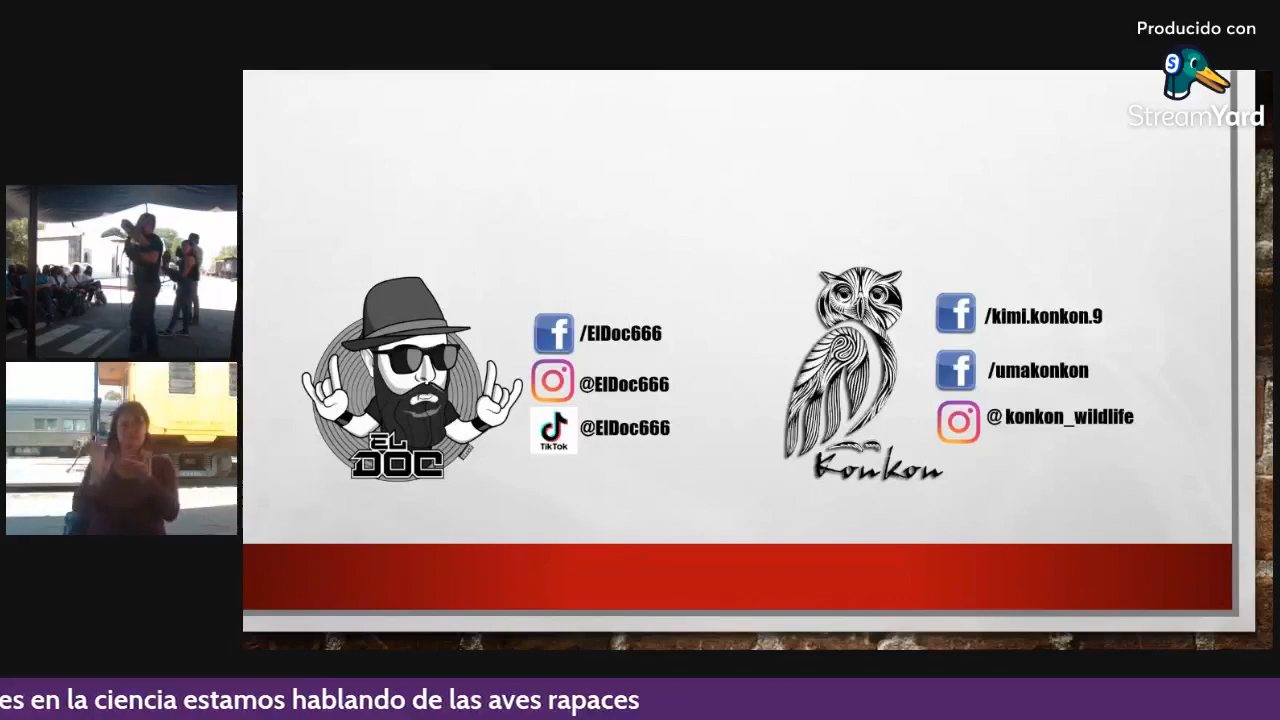 Producido con
StreamYard
EL
DOC
/ElDoc666
@ElDoc666
TikTok
@ElDoc666
KonKon
/kimi.konkon.9
/umakonkon
@ konkon_wildlife
es en la ciencia estamos hablando de las aves rapaces